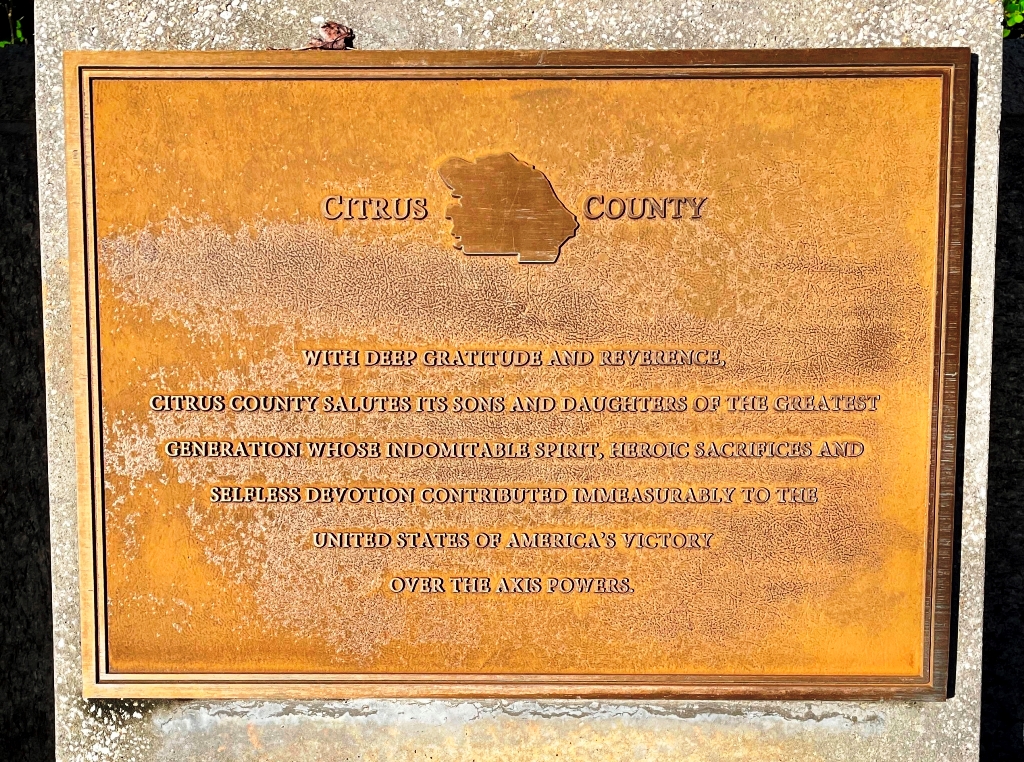 CITRUS COUNTY
WITH DEEP GRATITUDE AND REVERENCE,
CITRUS COUNTY SALUTES ITS SONS AND DAUGHTERS OF THE GREATEST
GENERATION WHOSE INDOMITABLE SPIRIT, HEROIC SACRIFICES AND
SELFLESS DEVOTION CONTRIBUTED IMMEASURABLY TO THE
UNITED STATES OF AMERICA'S VICTORY
OVER THE AXIS POWERS.